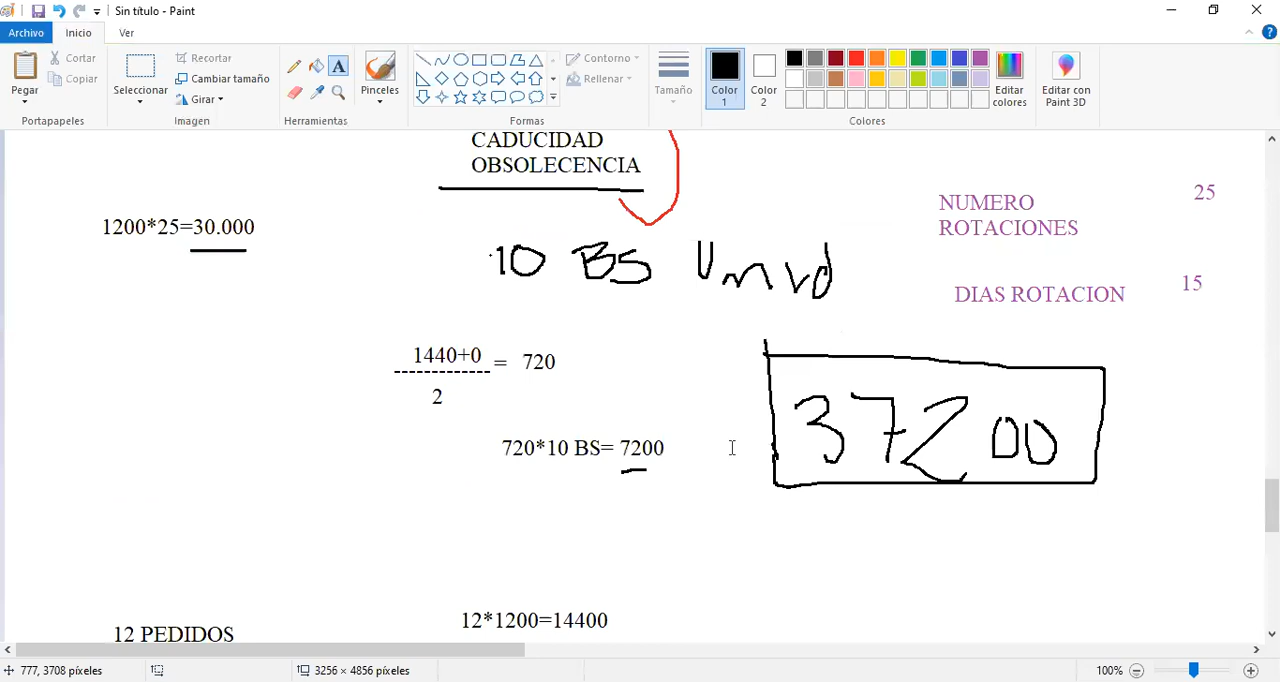 Sin título - Paint
Archivo
Inicio
Ver
Pegar
Cortar
Copiar
Portapapeles
Seleccionar
Recortar
Cambiar tamaño
Girar
Imagen
A
Herramientas
Pinceles
Contorno
Rellenar
Formas
Tamaño
Color 1
Color 2
Editar colores
Editar con Paint 3D
Colores
CADUCIDAD
OBSOLECENCIA
1200*25=30.000
10 BS
NUMERO
ROTACIONES
25
DIAS ROTACION
15
1440+0
= 720
2
720*10 BS= 7200
37200
12*1200=14400
12 PEDIDOS
777, 3708 píxeles
3256 × 4856 píxeles
100%